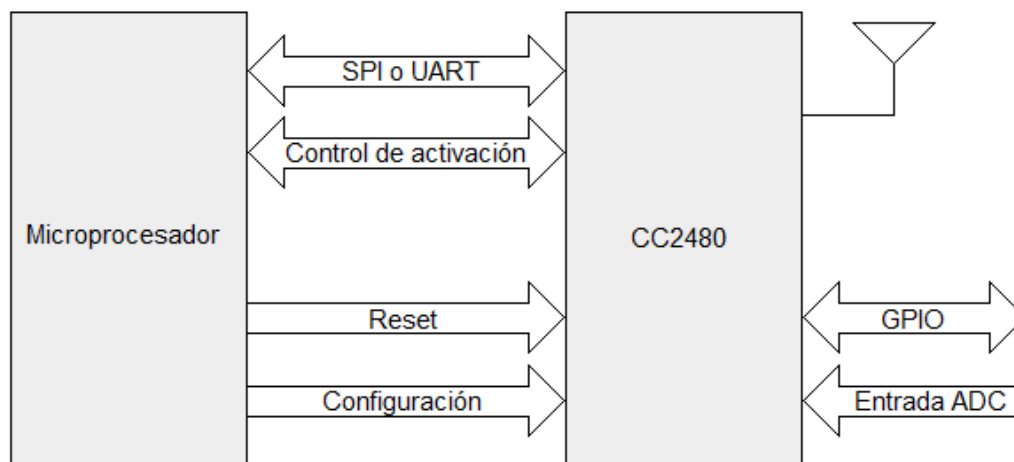 SPI o UART
Control de activación
Microprocesador
CC2480
Reset
GPIO
Configuración
Entrada ADC